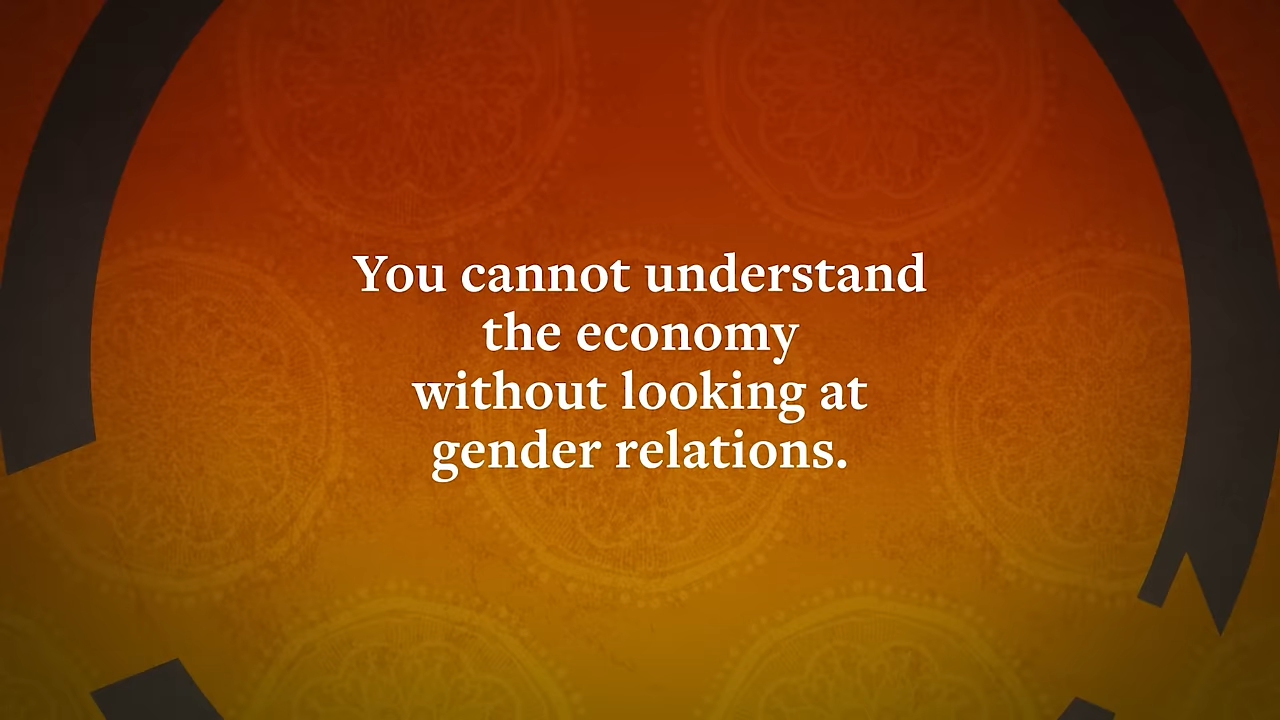 You cannot understand
the economy
without looking at
gender relations.